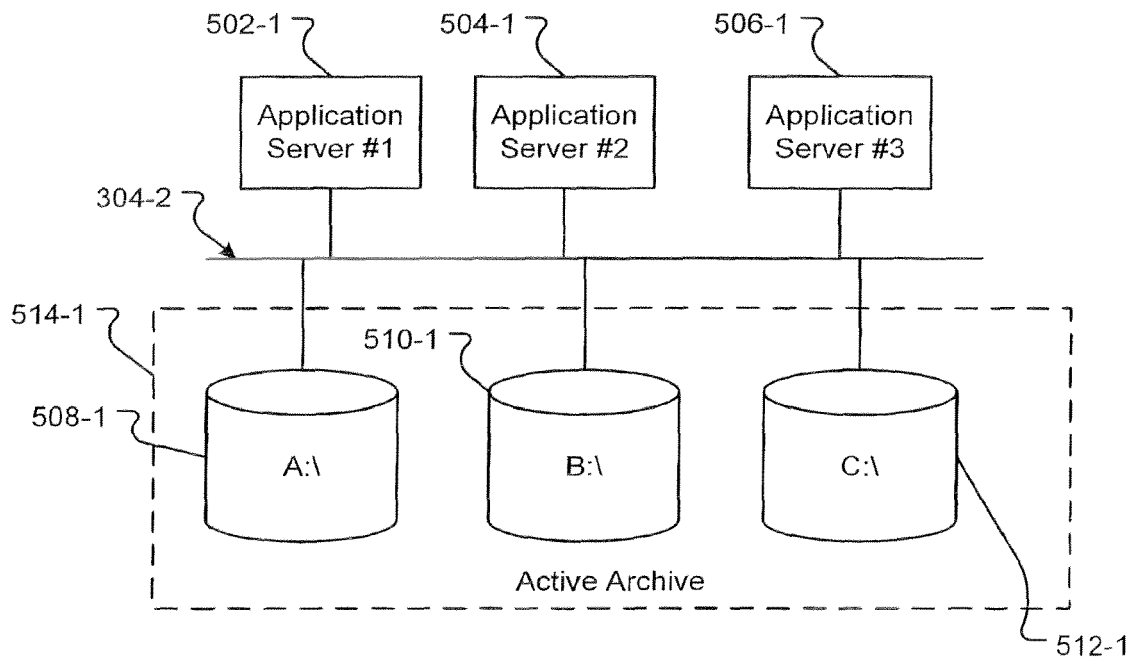 502-1
504-1
506-1
Application
Server #1
Application
Server #2
Application
Server #3
304-2
514-1
510-1
508-1
A:\
B:\
C:\
Active Archive
512-1